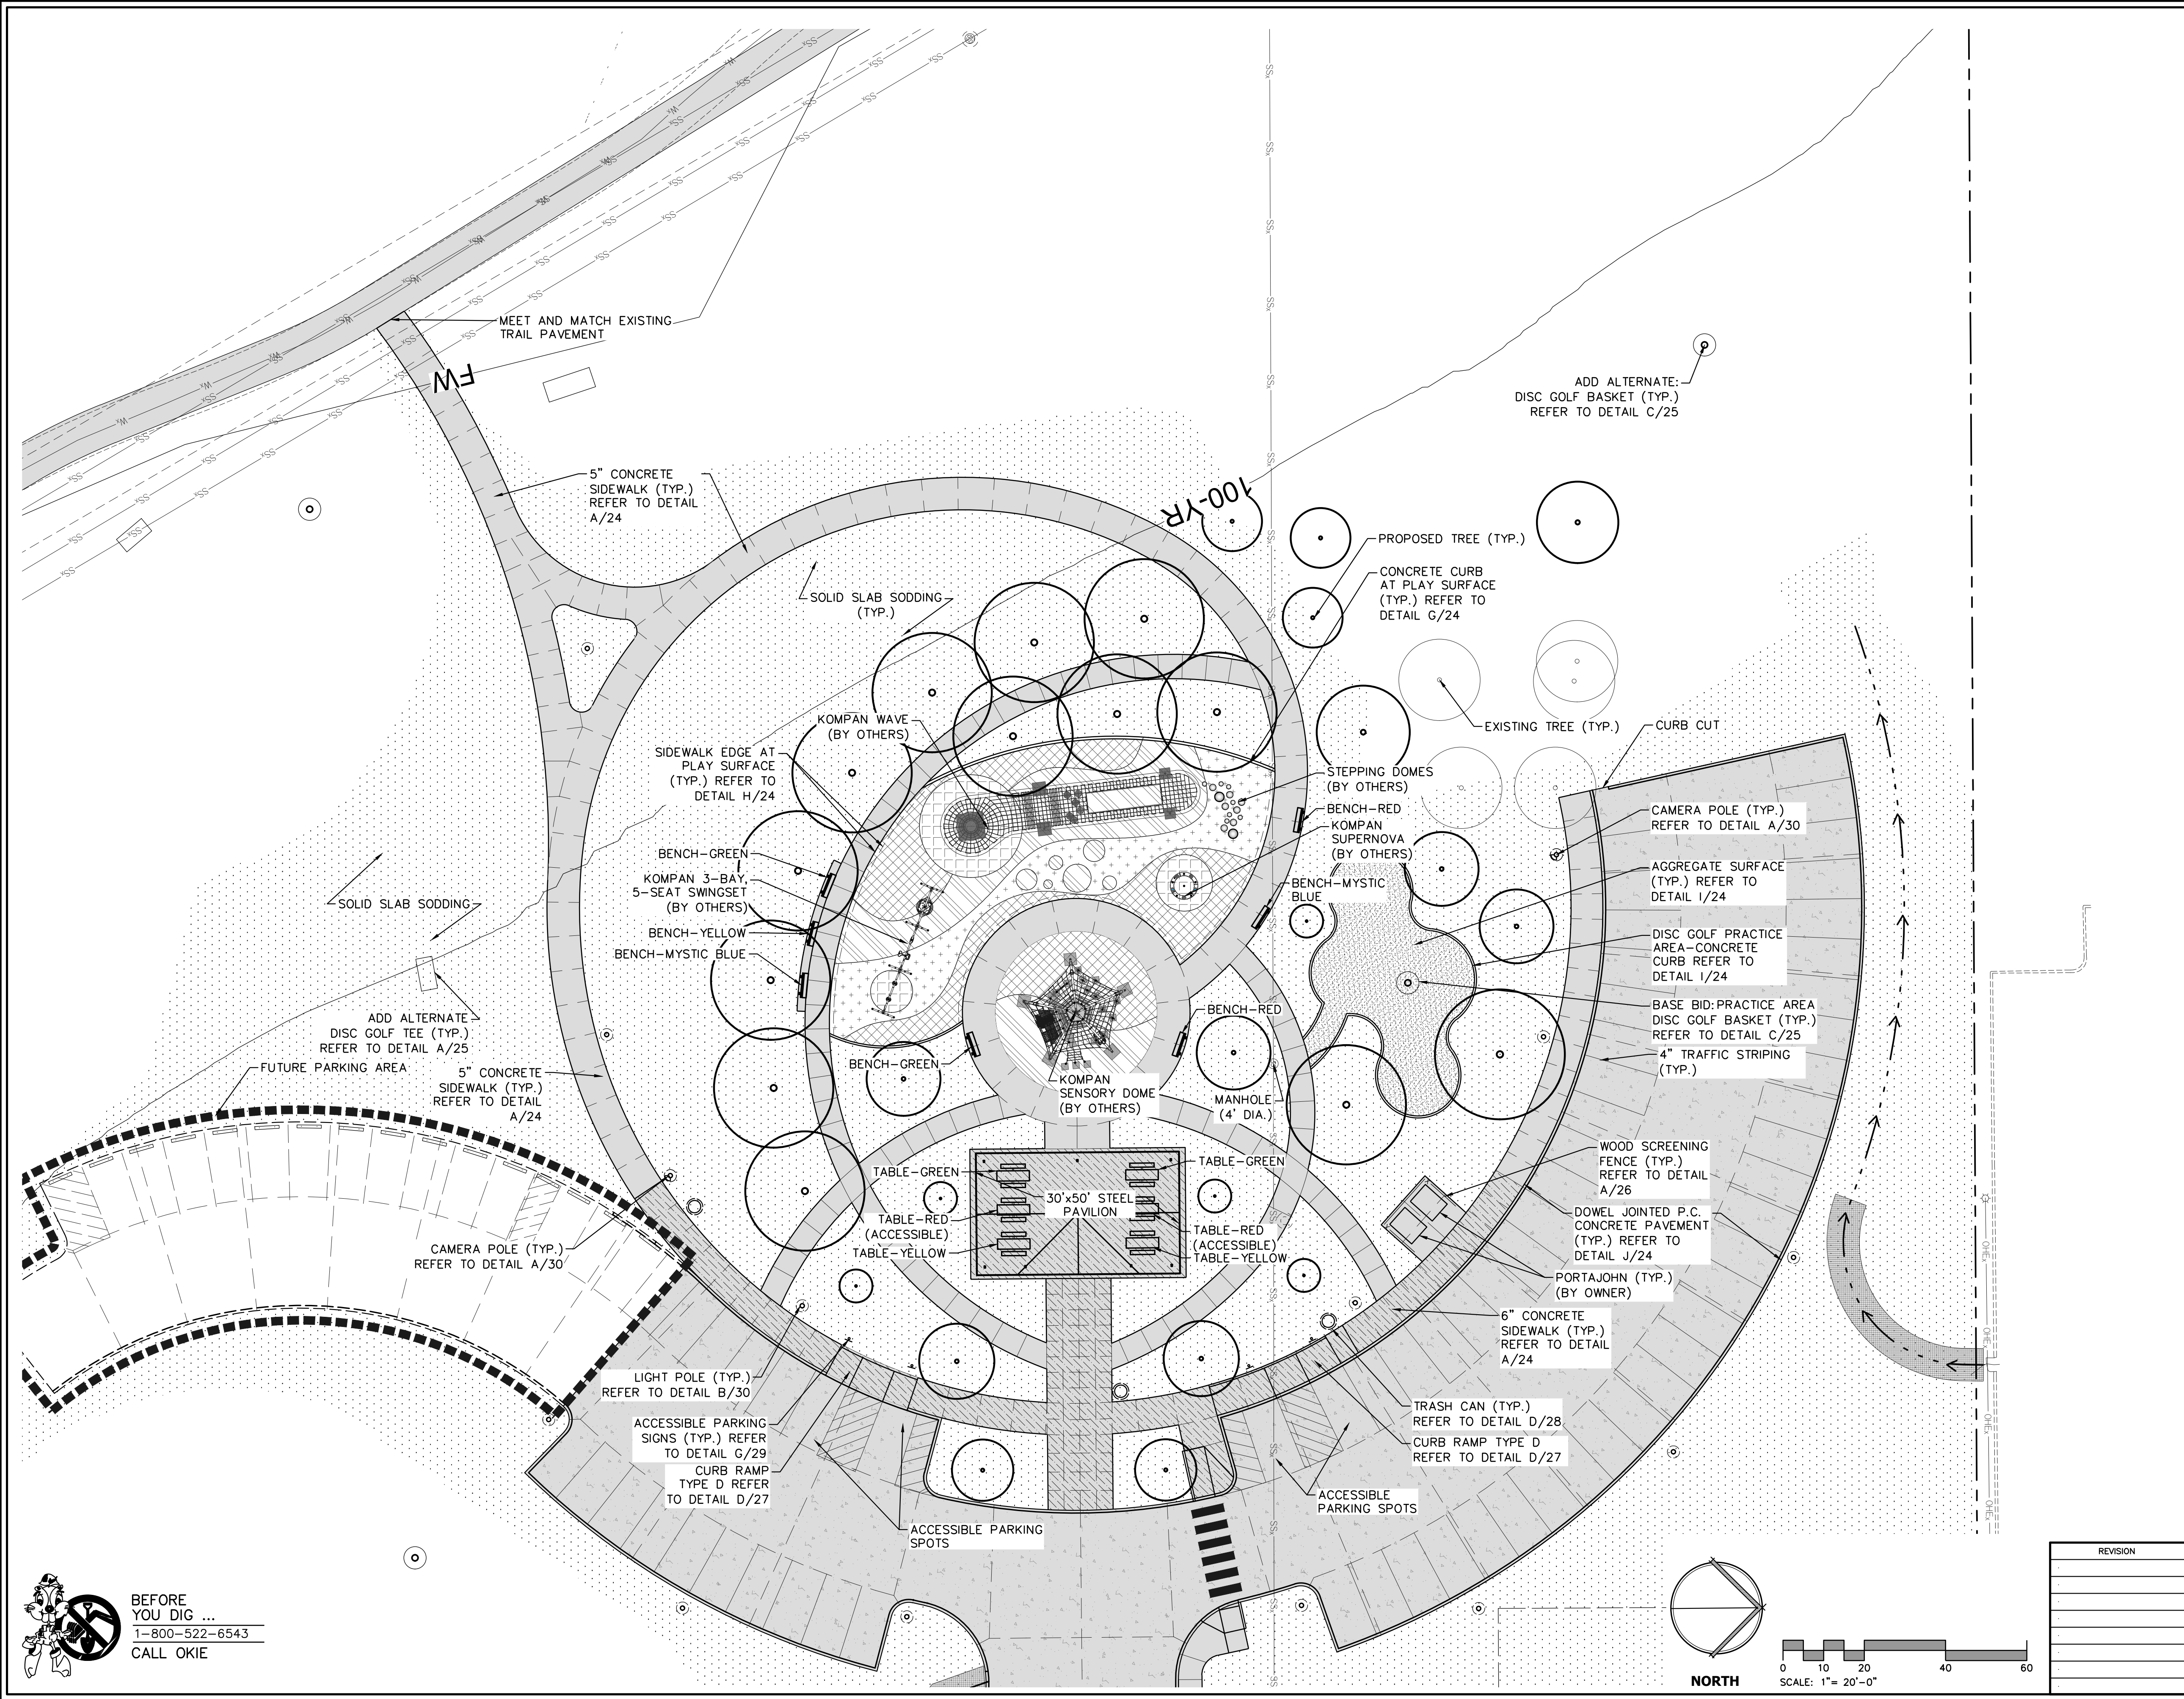 MEET AND MATCH EXISTING
TRAIL PAVEMENT
FW
ADD ALTERNATE:
DISC GOLF BASKET (TYP.)
REFER TO DETAIL C/25
5" CONCRETE
SIDEWALK (TYP.)
REFER TO DETAIL
A/24
100-YR
PROPOSED TREE (TYP.)
CONCRETE CURB
AT PLAY SURFACE
(TYP.) REFER TO
DETAIL G/24
SOLID SLAB SODDING
(TYP.)
KOMPAN WAVE
(BY OTHERS)
EXISTING TREE (TYP.)
CURB CUT
SIDEWALK EDGE AT
PLAY SURFACE
(TYP.) REFER TO
DETAIL H/24
STEPPING DOMES
(BY OTHERS)
BENCH-RED
KOMPAN
SUPERNOVA
(BY OTHERS)
CAMERA POLE (TYP.)
REFER TO DETAIL A/30
BENCH-GREEN
KOMPAN 3-BAY,
5-SEAT SWINGSET
(BY OTHERS)
BENCH-YELLOW
BENCH-MYSTIC BLUE
BENCH-MYSTIC
BLUE
AGGREGATE SURFACE
(TYP.) REFER TO
DETAIL I/24
SOLID SLAB SODDING
DISC GOLF PRACTICE
AREA-CONCRETE
CURB REFER TO
DETAIL I/24
BASE BID: PRACTICE AREA
DISC GOLF BASKET (TYP.)
REFER TO DETAIL C/25
ADD ALTERNATE
DISC GOLF TEE (TYP.)
REFER TO DETAIL A/25
BENCH-RED
4" TRAFFIC STRIPING
(TYP.)
FUTURE PARKING AREA
5" CONCRETE
SIDEWALK (TYP.)
REFER TO DETAIL
A/24
BENCH-GREEN
KOMPAN
SENSORY DOME
(BY OTHERS)
MANHOLE
(4' DIA.)
WOOD SCREENING
FENCE (TYP.)
REFER TO DETAIL
A/26
TABLE-GREEN
TABLE-GREEN
30'x50' STEEL
PAVILION
TABLE-RED
(ACCESSIBLE)
TABLE-YELLOW
TABLE-RED
(ACCESSIBLE)
TABLE-YELLOW
DOWEL JOINTED P.C.
CONCRETE PAVEMENT
(TYP.) REFER TO
DETAIL J/24
CAMERA POLE (TYP.)
REFER TO DETAIL A/30
PORTAJOHN (TYP.)
(BY OWNER)
6" CONCRETE
SIDEWALK (TYP.)
REFER TO DETAIL
A/24
LIGHT POLE (TYP.)
REFER TO DETAIL B/30
ACCESSIBLE PARKING
SIGNS (TYP.) REFER
TO DETAIL G/29
CURB RAMP
TYPE D REFER
TO DETAIL D/27
TRASH CAN (TYP.)
REFER TO DETAIL D/28
CURB RAMP TYPE D
REFER TO DETAIL D/27
ACCESSIBLE
PARKING SPOTS
ACCESSIBLE PARKING
SPOTS
BEFORE
YOU DIG ...
1-800-522-6543
CALL OKIE
NORTH
0 10 20 40 60
SCALE: 1"= 20'-0"
REVISION